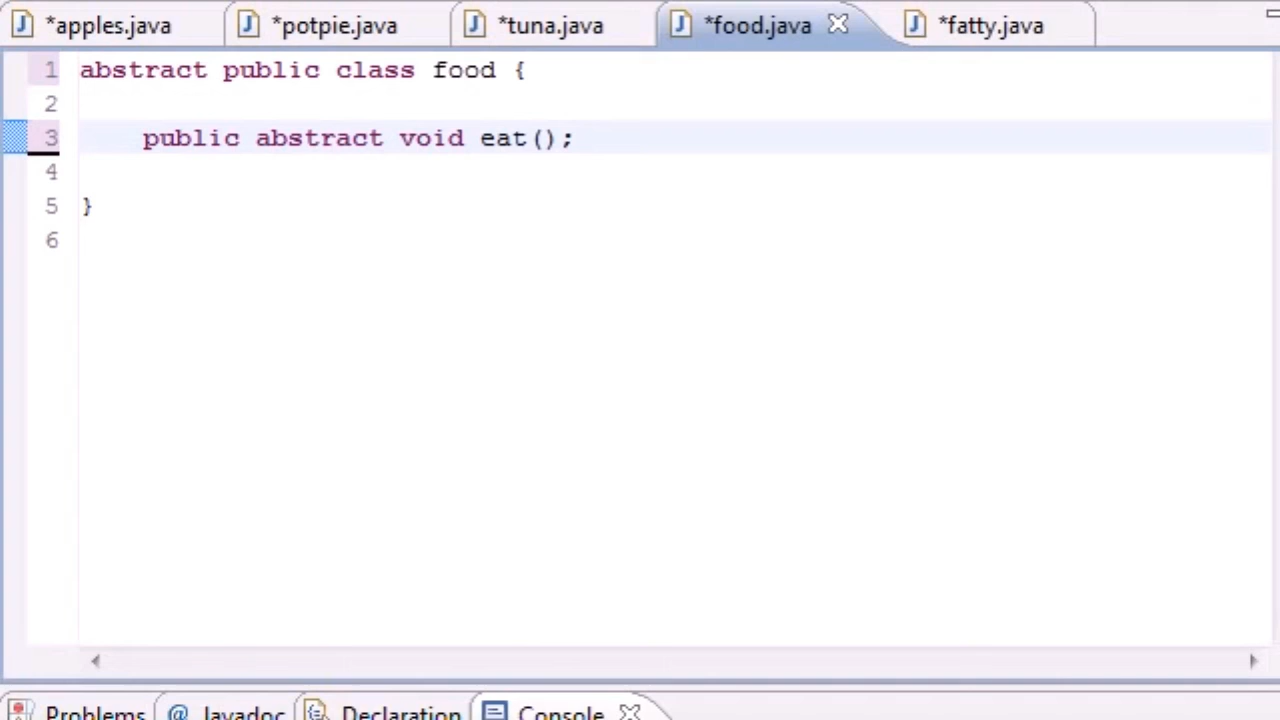 *apples.java *potpie.java *tuna.java *food.java *fatty.java
1 abstract public class food {
2
3 public abstract void eat();
4
5 }
6
Problems @ Javadoc Declaration Console